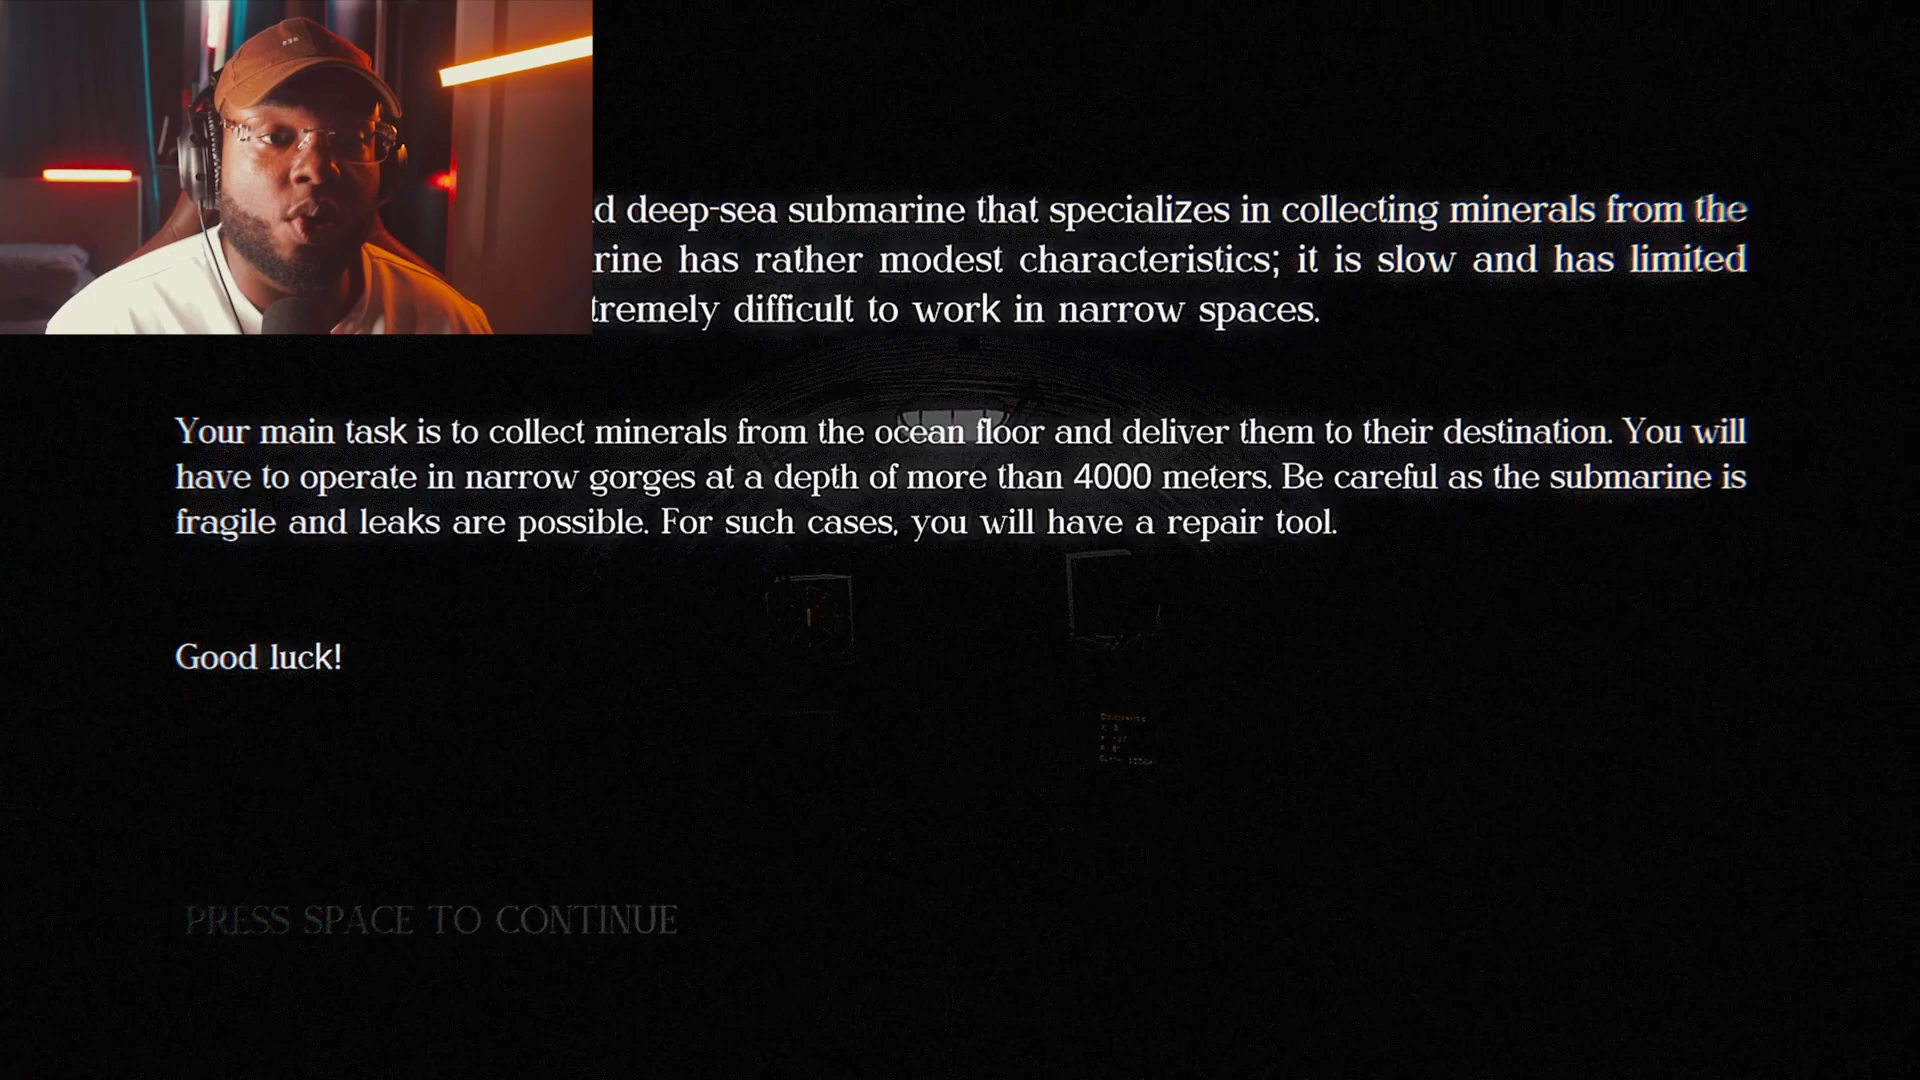 deep-sea submarine that specializes in collecting minerals from the
has rather modest characteristics; it is slow and has limited
difficult to work in narrow spaces.
Your main task is to collect minerals from the ocean floor and deliver them to their destination. You will
have to operate in narrow gorges at a depth of more than 4000 meters. Be careful as the submarine is
fragile and leaks are possible. For such cases, you will have a repair tool.
Good luck!
PRESS SPACE TO CONTINUE